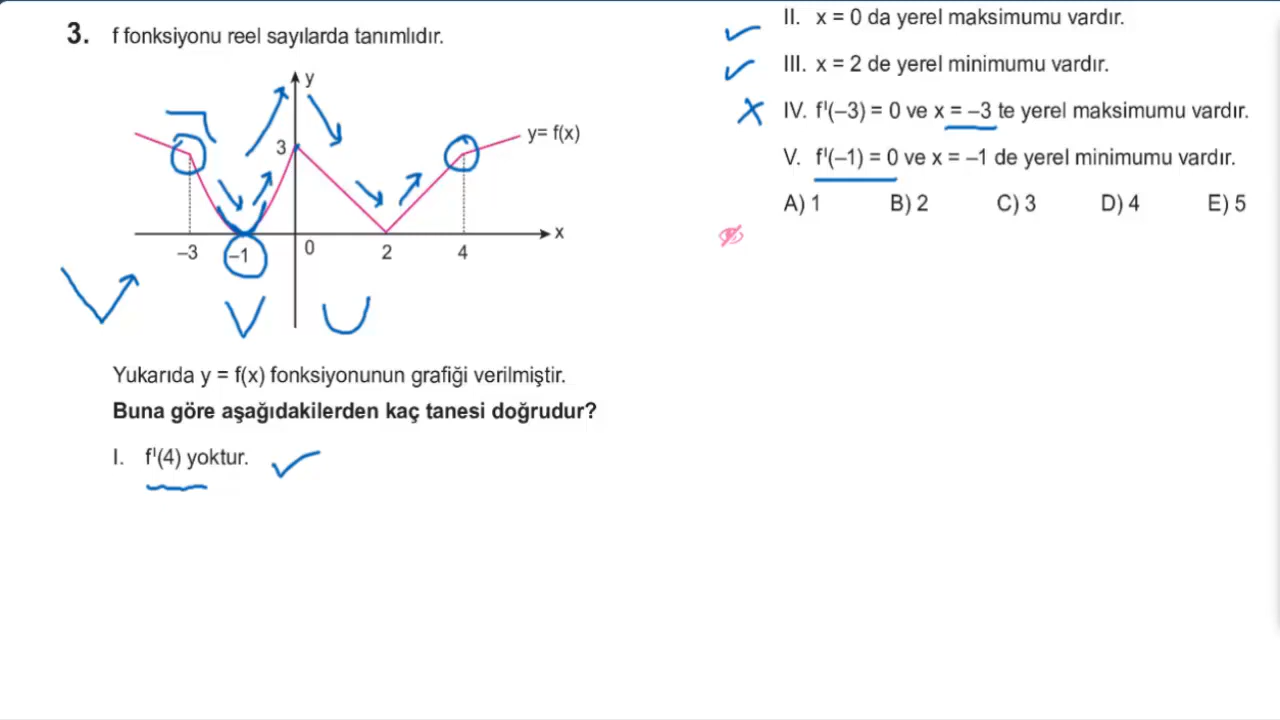 3. f fonksiyonu reel sayılarda tanımlıdır.
y
y= f(x)
3
x
–3 –1 0 2 4
Yukarıda y = f(x) fonksiyonunun grafiği verilmiştir.
Buna göre aşağıdakilerden kaç tanesi doğrudur?
I. f'(4) yoktur.
II. x = 0 da yerel maksimumu vardır.
III. x = 2 de yerel minimumu vardır.
IV. f'(–3) = 0 ve x = –3 te yerel maksimumu vardır.
V. f'(–1) = 0 ve x = –1 de yerel minimumu vardır.
A) 1 B) 2 C) 3 D) 4 E) 5